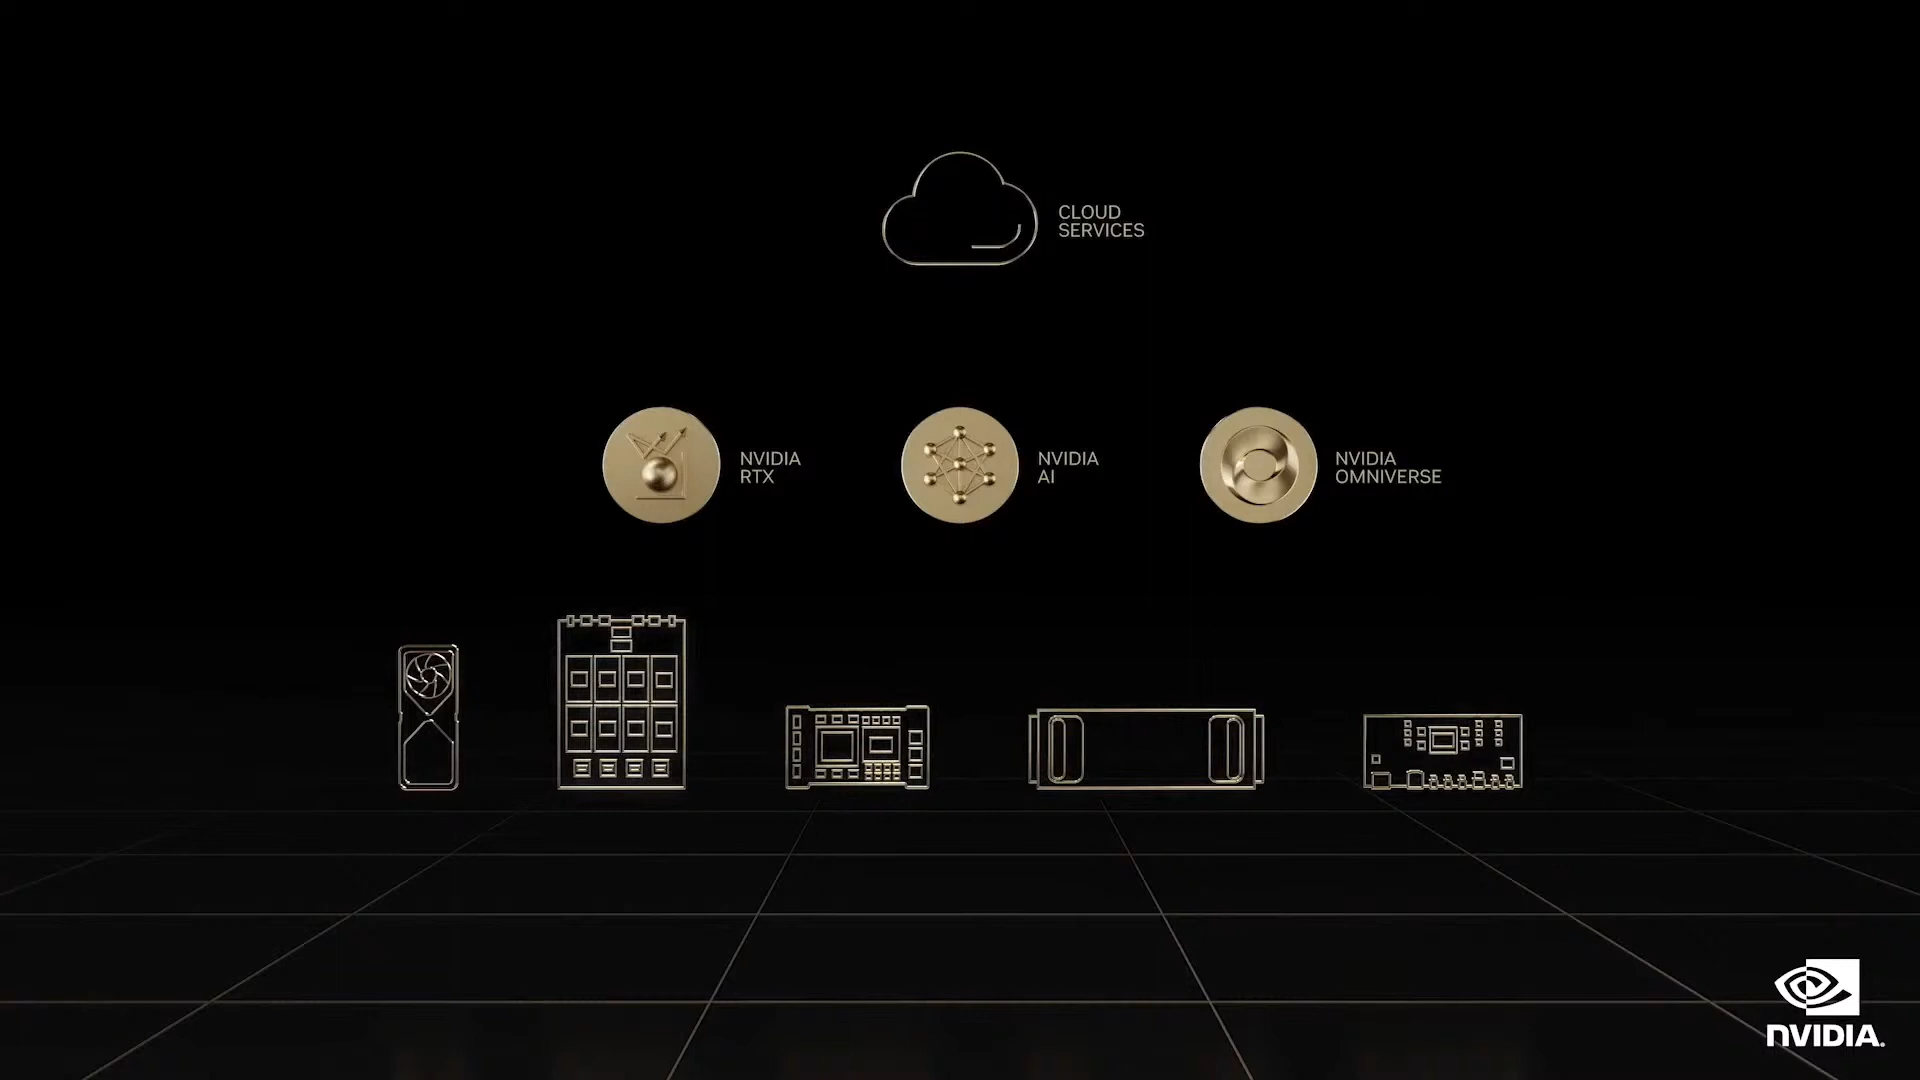 CLOUD
SERVICES
NVIDIA
RTX
NVIDIA
AI
NVIDIA
OMNIVERSE
NVIDIA.